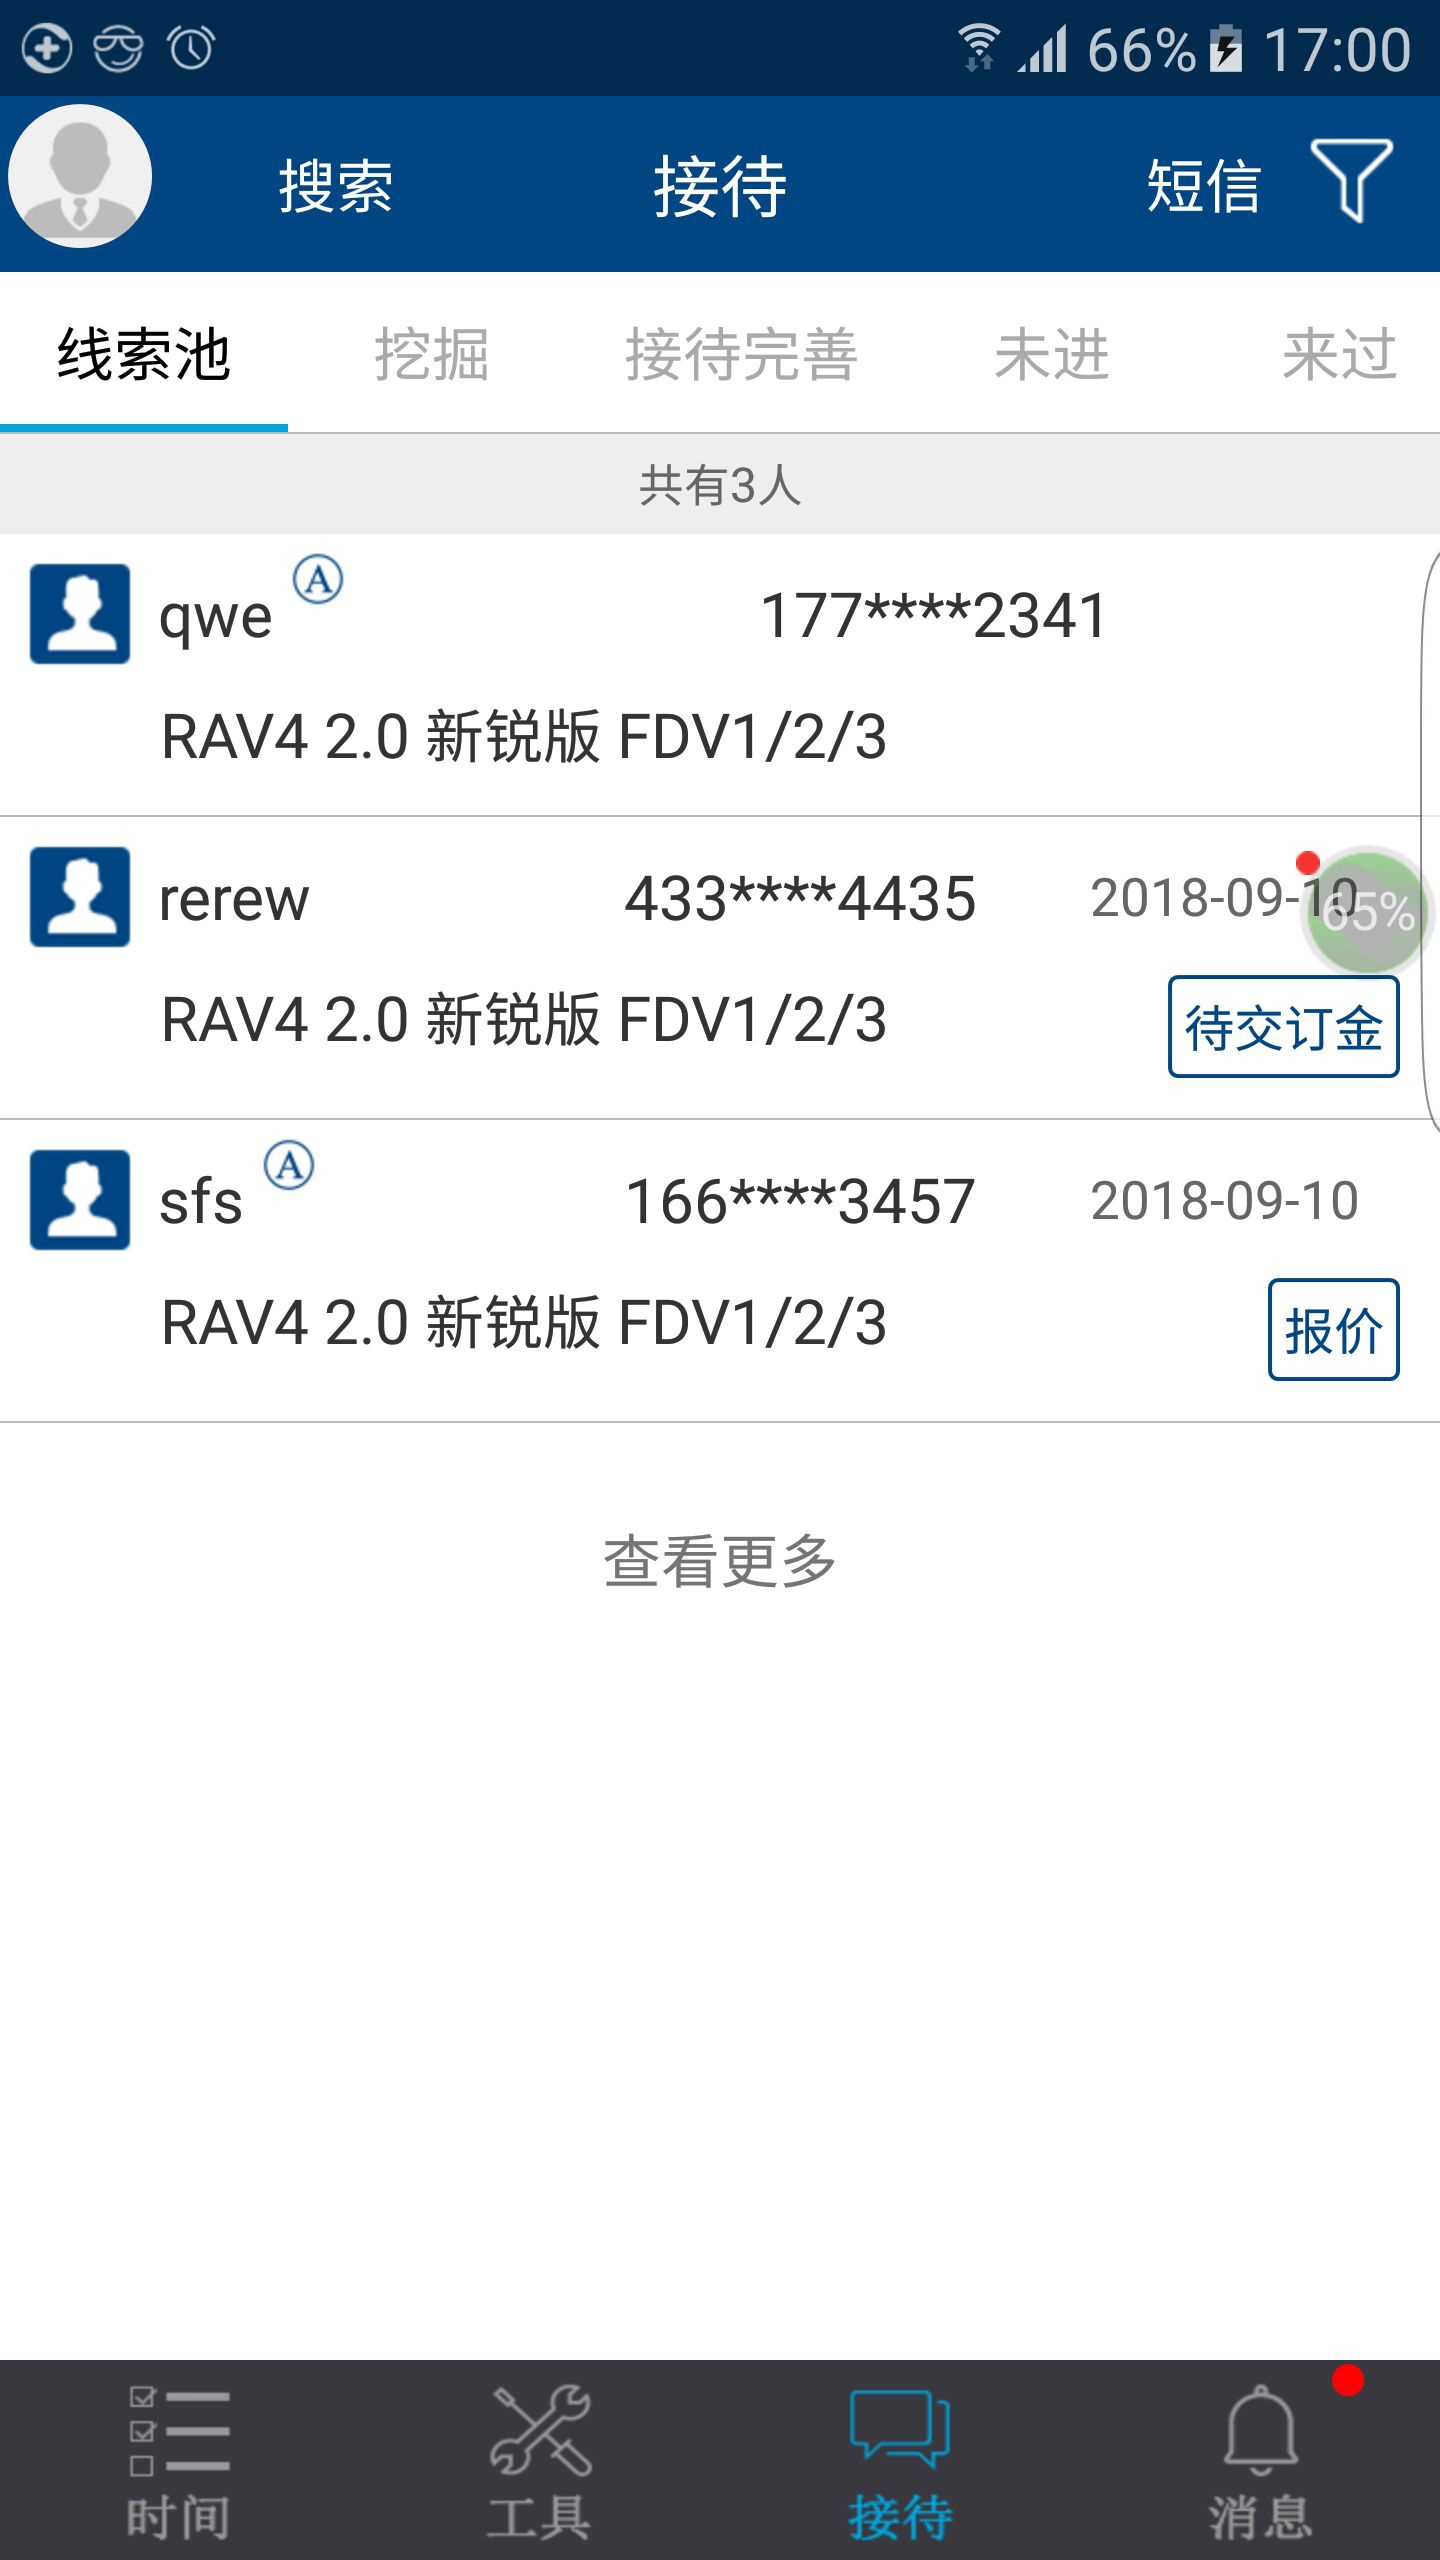 66% 17:00
搜索 接待 短信
线索池 挖掘 接待完善 未进 来过
共有3人
qwe Ⓐ 177****2341
RAV4 2.0 新锐版 FDV1/2/3
rerew 433****4435 2018-09-10
65%
RAV4 2.0 新锐版 FDV1/2/3 待交订金
sfs Ⓐ 166****3457 2018-09-10
RAV4 2.0 新锐版 FDV1/2/3 报价
查看更多
时间 工具 接待 消息